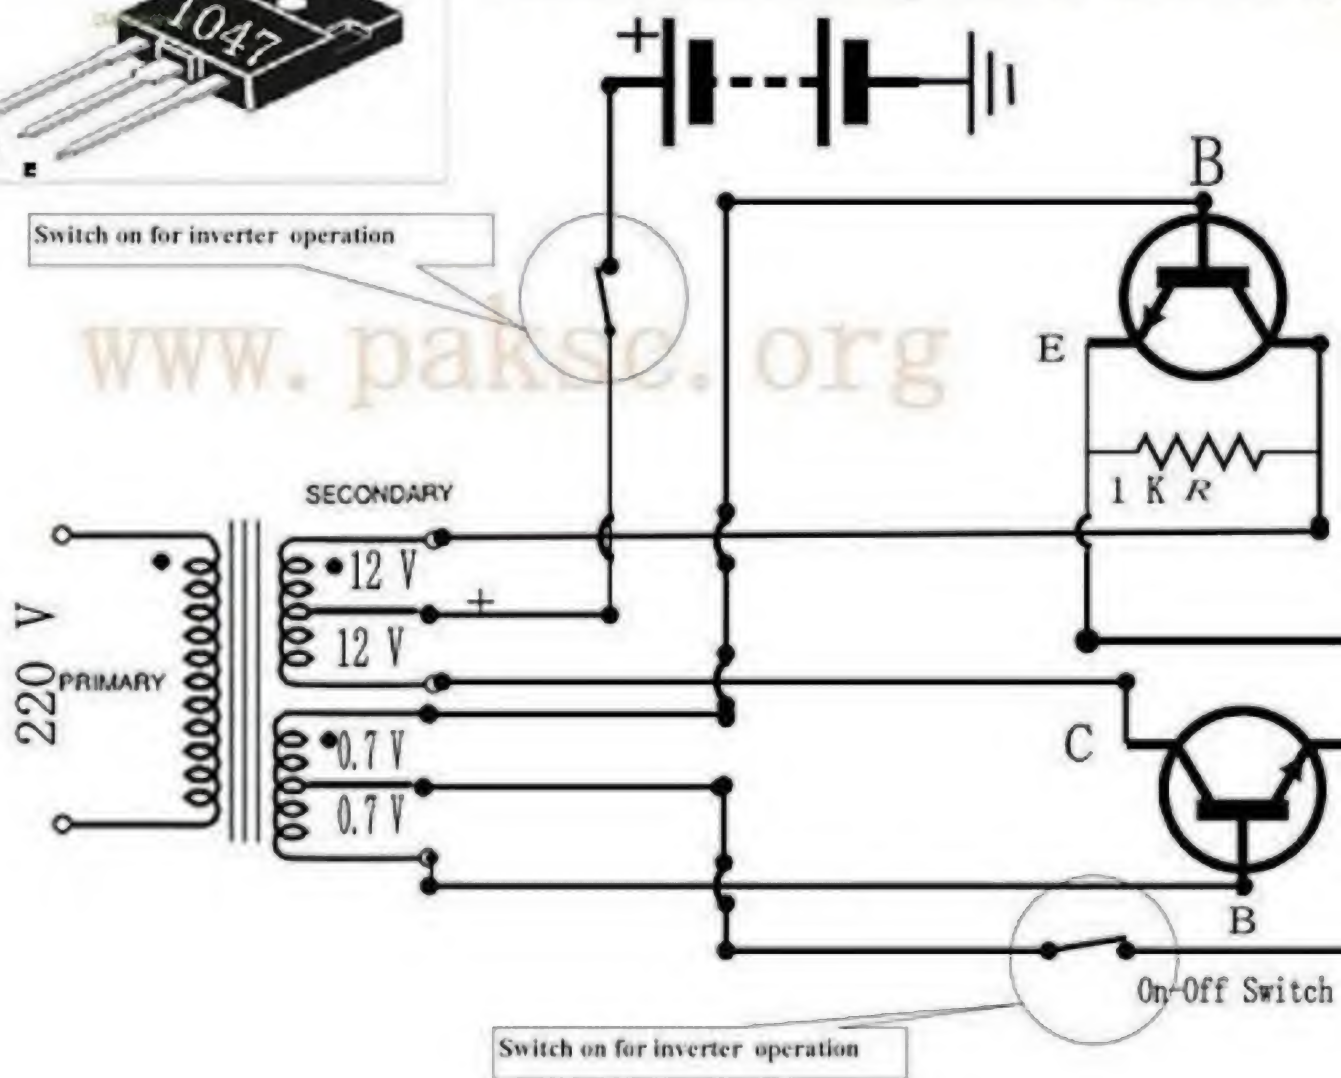 1047
E
+
B
Switch on for inverter operation
www.paksc.org
E
1 K R
SECONDARY
12 V
+
12 V
220 V
PRIMARY
0.7 V
0.7 V
C
B
On-Off Switch
Switch on for inverter operation